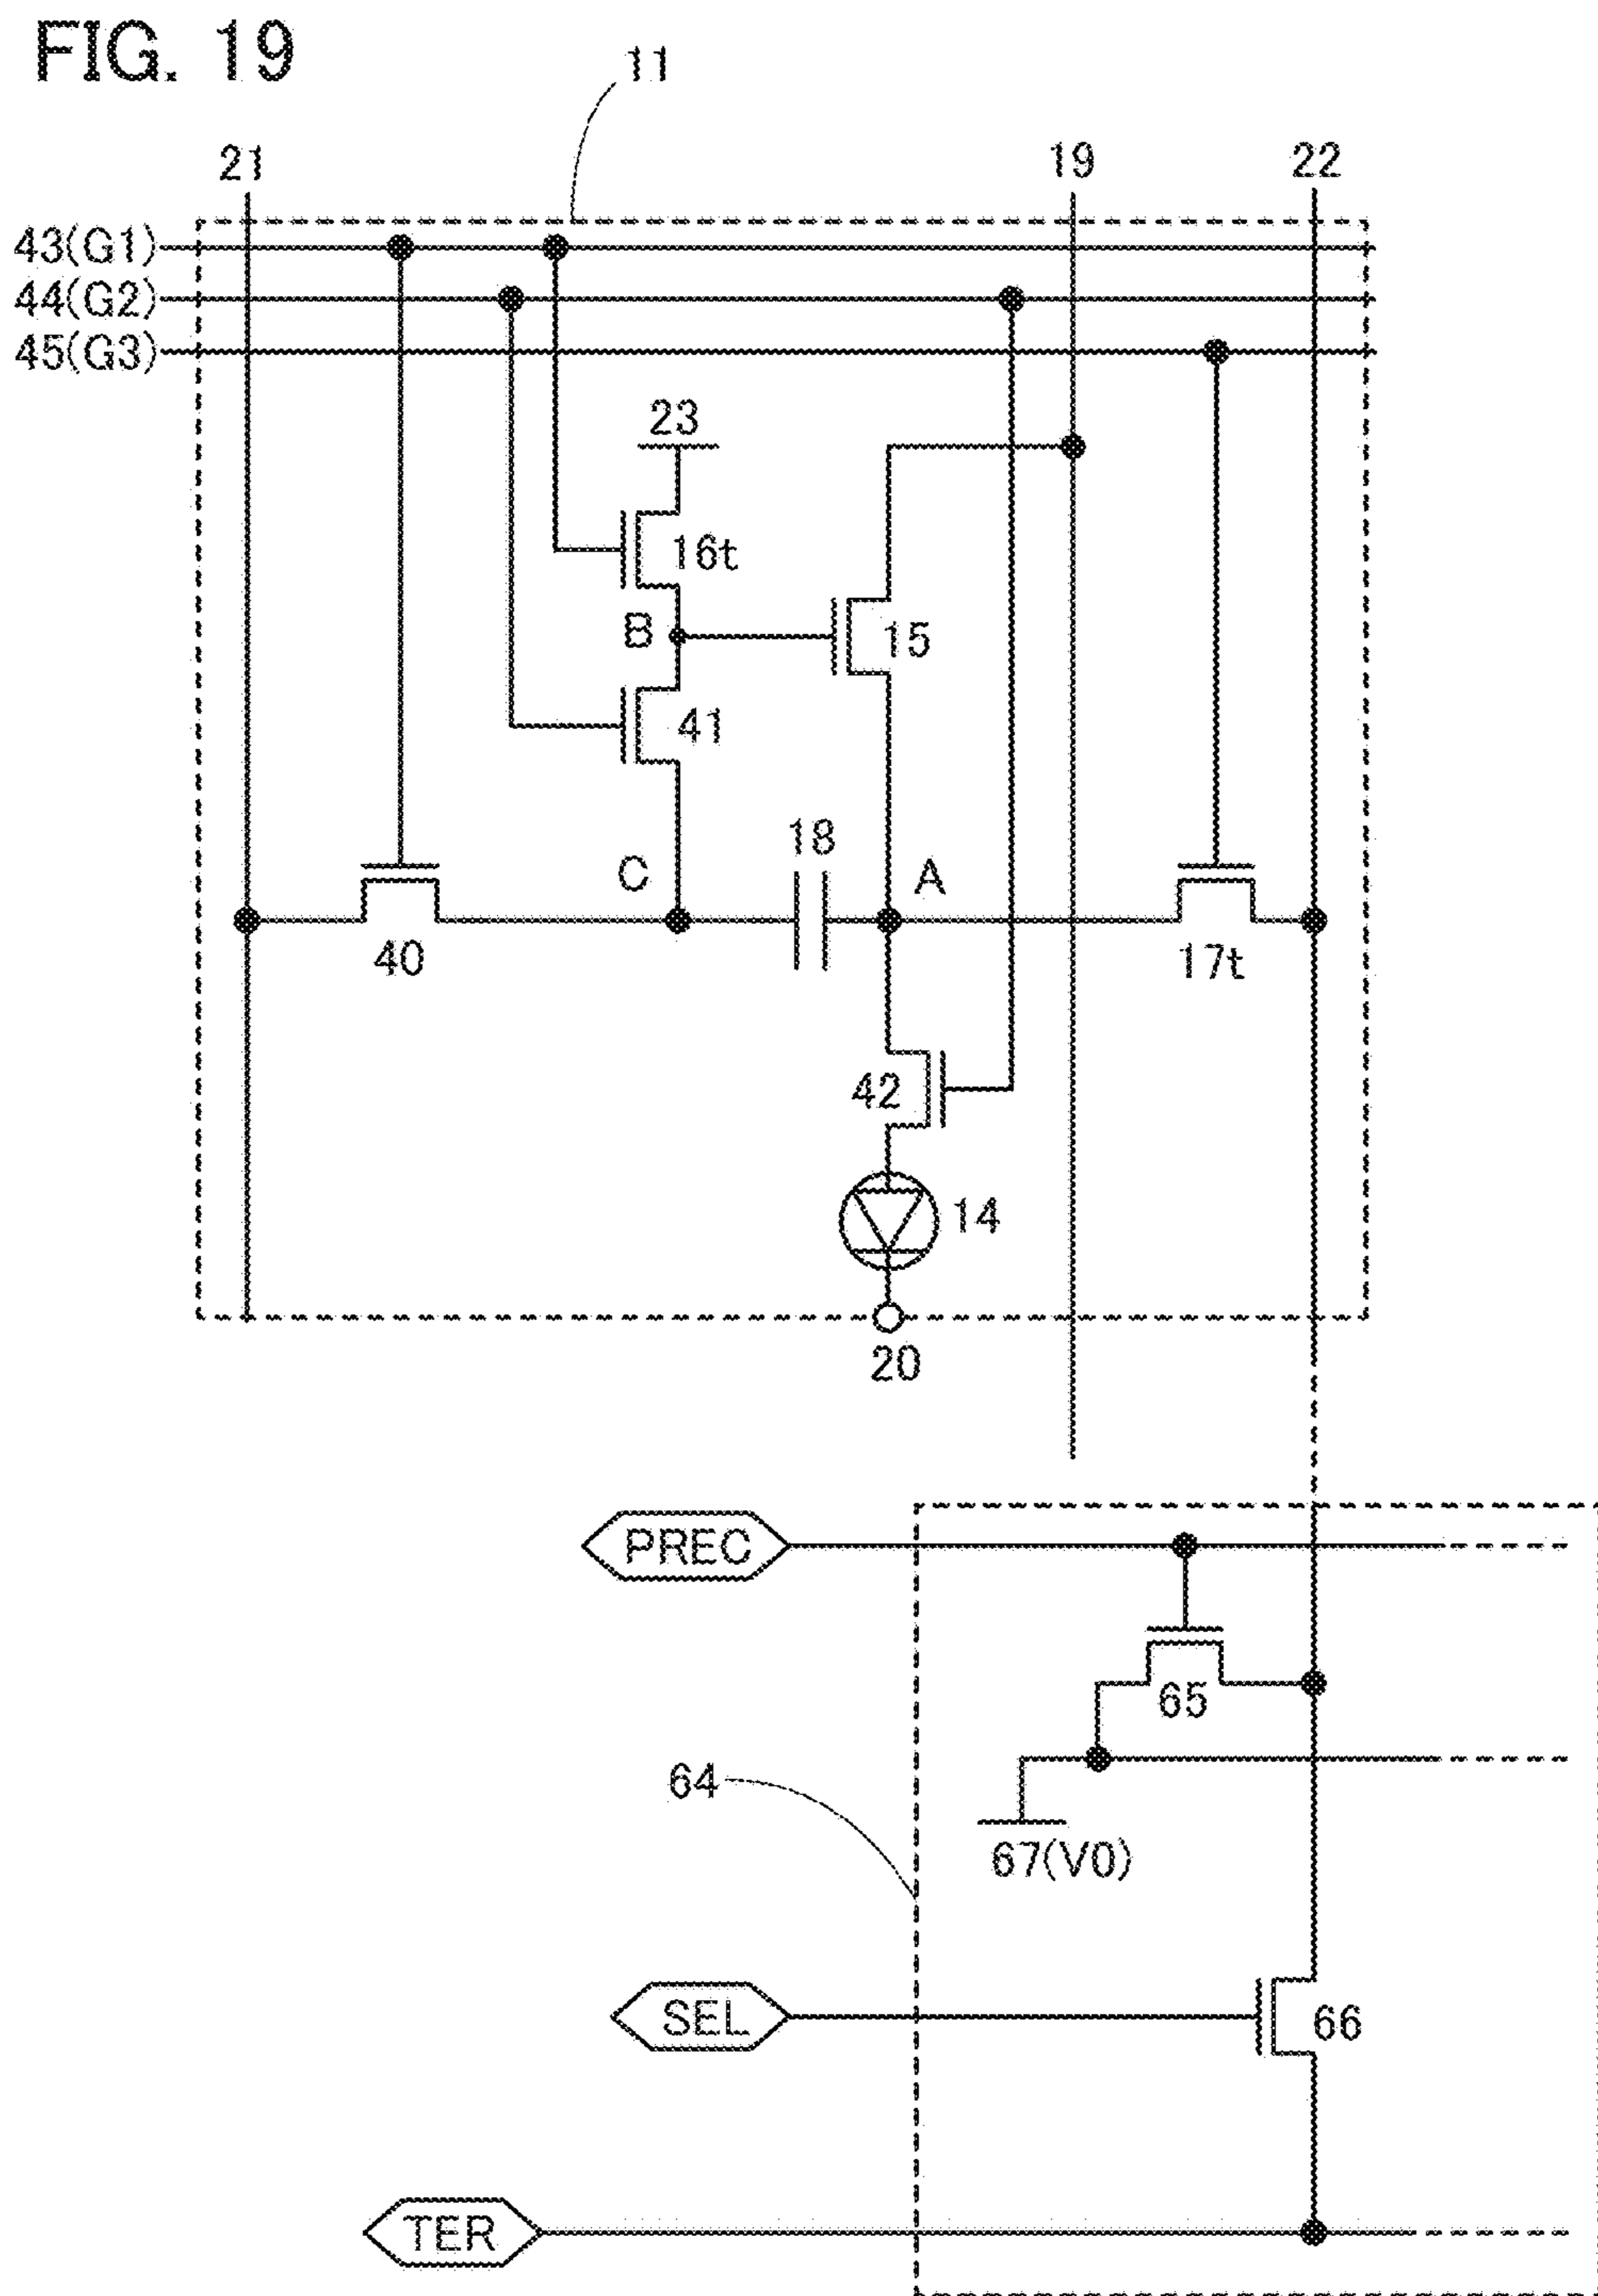 FIG. 19
11
21
19
22
43(G1)
44(G2)
45(G3)
23
16t
B
15
41
18
C
A
40
17t
42
14
20
PREC
65
64
67(V0)
SEL
66
TER